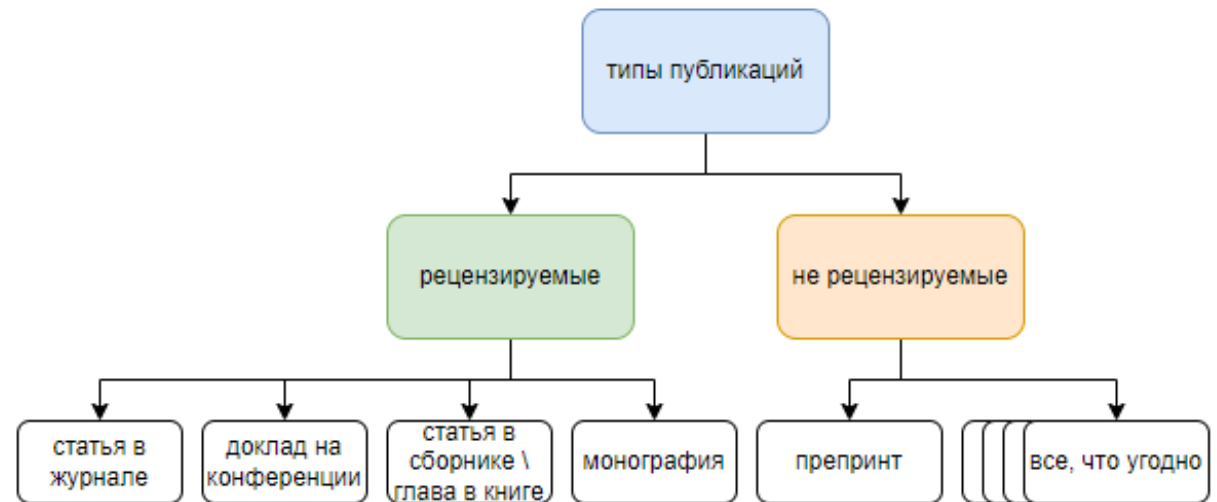 типы публикаций
рецензируемые
не рецензируемые
статья в
журнале
доклад на
конференции
статья в
сборнике \
глава в книге
монография
препринт
все, что угодно